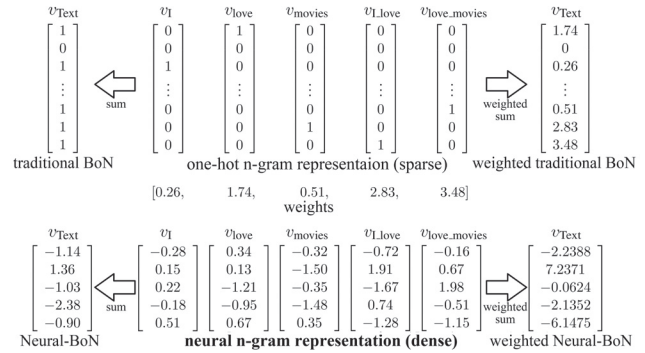 v_Text v_I v_love v_movies v_I_love v_love_movies v_Text
1 0 1 0 0 0 1.74
0 0 0 0 0 0 0
1 1 0 0 0 0 0.26
⋮ ⋮ ⋮ ⋮ ⋮ ⋮ ⋮
sum weighted
1 0 0 0 0 1 0.51
sum
1 0 0 1 0 0 2.83
1 0 0 0 1 0 3.48
traditional BoN one-hot n-gram representaion (sparse) weighted traditional BoN
[0.26, 1.74, 0.51, 2.83, 3.48]
weights
v_Text v_I v_love v_movies v_I_love v_love_movies v_Text
−1.14 −0.28 0.34 −0.32 −0.72 −0.16 −2.2388
1.36 0.15 0.13 −1.50 1.91 0.67 7.2371
−1.03 0.22 −1.21 −0.35 −1.67 1.98 −0.0624
sum weighted
−2.38 −0.18 −0.95 −1.48 0.74 −0.51 −2.1352
sum
−0.90 0.51 0.67 0.35 −1.28 −1.15 −6.1475
Neural-BoN neural n-gram representation (dense) weighted Neural-BoN